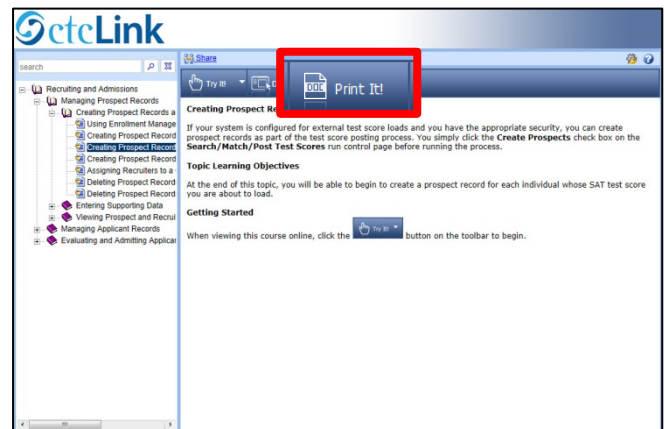 ctcLink
search
Share
Try It!
Print It!
Recruiting and Admissions
Managing Prospect Records
Creating Prospect Records a
Using Enrollment Manage
Creating Prospect Record
Creating Prospect Record
Creating Prospect Record
Assigning Recruiters to a
Deleting Prospect Record
Deleting Prospect Record
Entering Supporting Data
Viewing Prospect and Recrui
Managing Applicant Records
Evaluating and Admitting Applicar
Creating Prospect Re
If your system is configured for external test score loads and you have the appropriate security, you can create
prospect records as part of the test score posting process. You simply click the Create Prospects check box on the
Search/Match/Post Test Scores run control page before running the process.
Topic Learning Objectives
At the end of this topic, you will be able to begin to create a prospect record for each individual whose SAT test score
you are about to load.
Getting Started
When viewing this course online, click the Try It! button on the toolbar to begin.